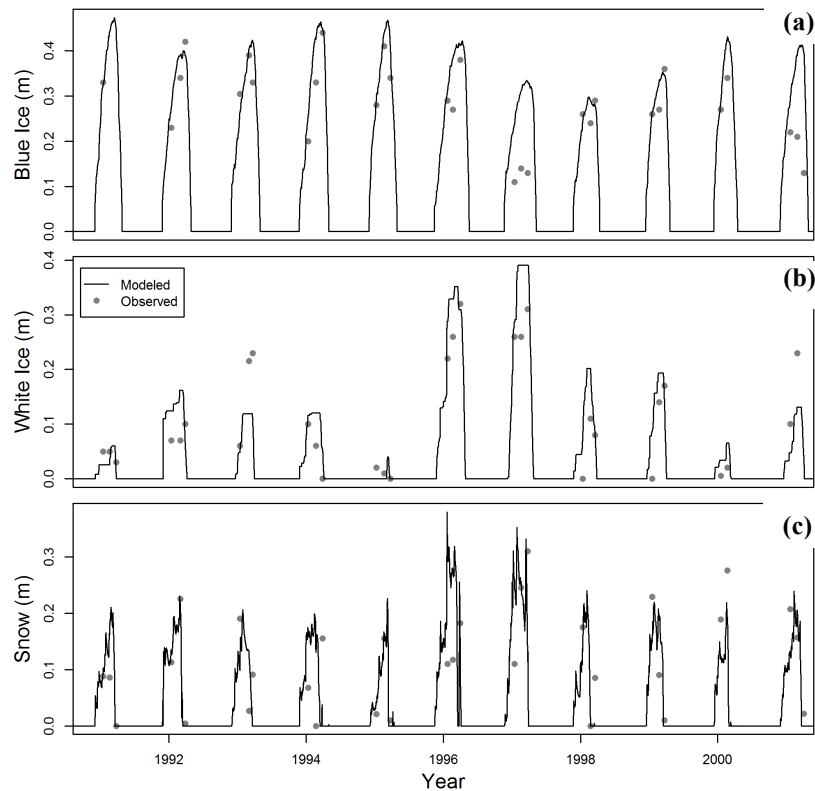 (a)
Blue Ice (m)
0.4
0.3
0.2
0.1
0.0
(b)
White Ice (m)
0.4
0.3
0.2
0.1
0.0
Modeled
Observed
(c)
Snow (m)
0.3
0.2
0.1
0.0
1992 1994 1996 1998 2000
Year